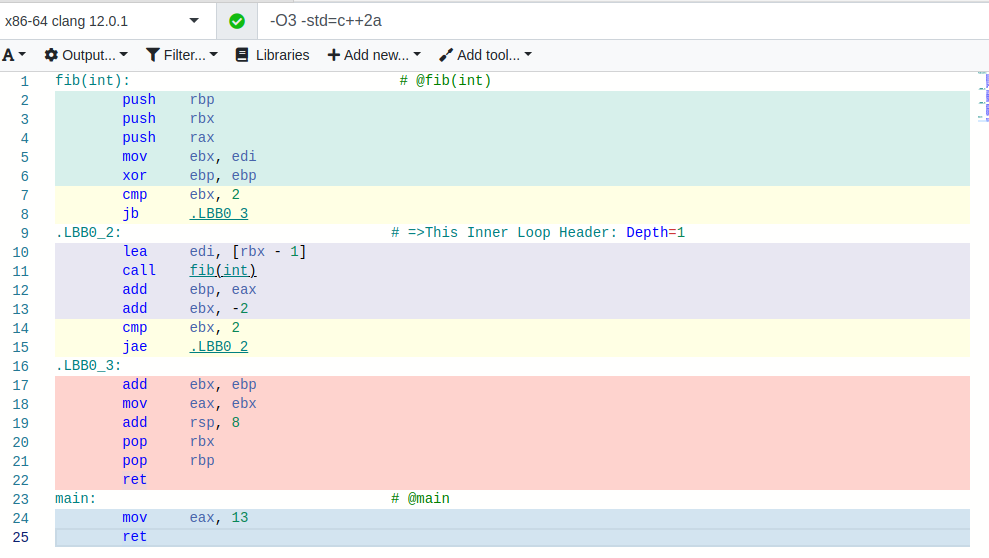 x86-64 clang 12.0.1 -O3 -std=c++2a
A Output... Filter... Libraries Add new... Add tool...
1 fib(int): # @fib(int)
2 push rbp
3 push rbx
4 push rax
5 mov ebx, edi
6 xor ebp, ebp
7 cmp ebx, 2
8 jb .LBB0_3
9 .LBB0_2: # =>This Inner Loop Header: Depth=1
10 lea edi, [rbx - 1]
11 call fib(int)
12 add ebp, eax
13 add ebx, -2
14 cmp ebx, 2
15 jae .LBB0_2
16 .LBB0_3:
17 add ebx, ebp
18 mov eax, ebx
19 add rsp, 8
20 pop rbx
21 pop rbp
22 ret
23 main: # @main
24 mov eax, 13
25 ret